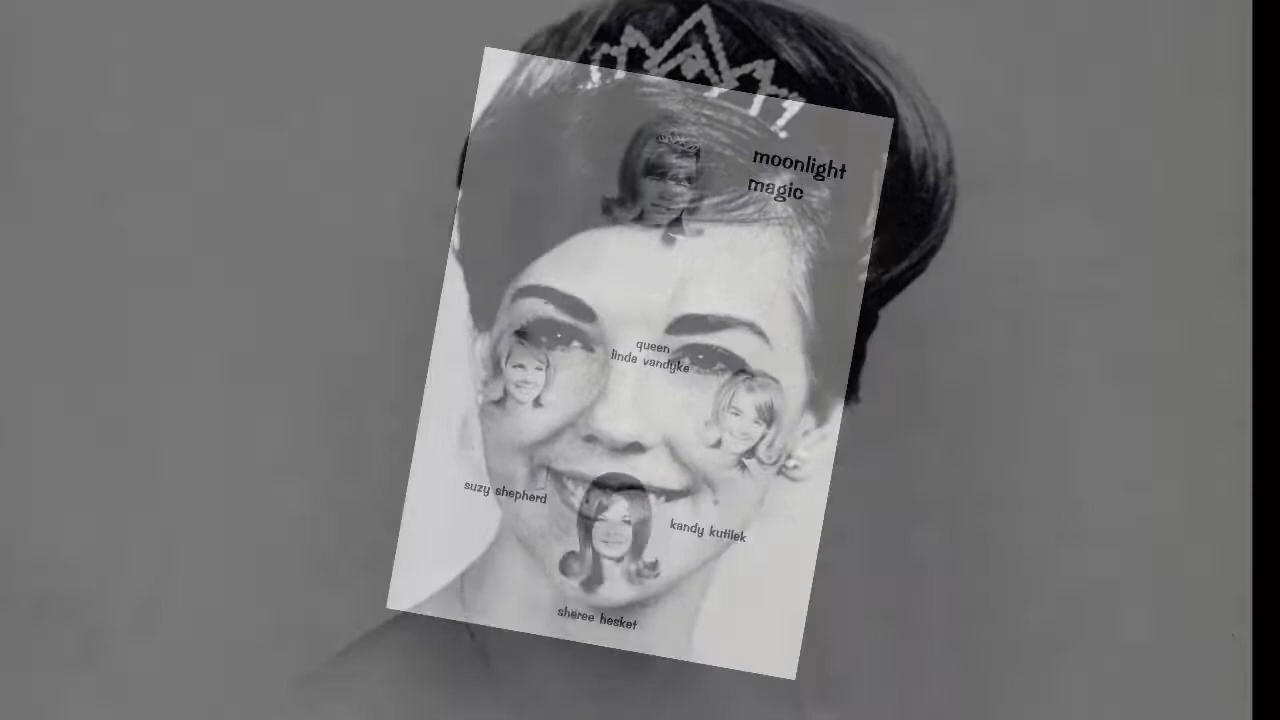 moonlight
magic
queen
linda vandyke
suzy shepherd
kandy kutilek
sheree hesket